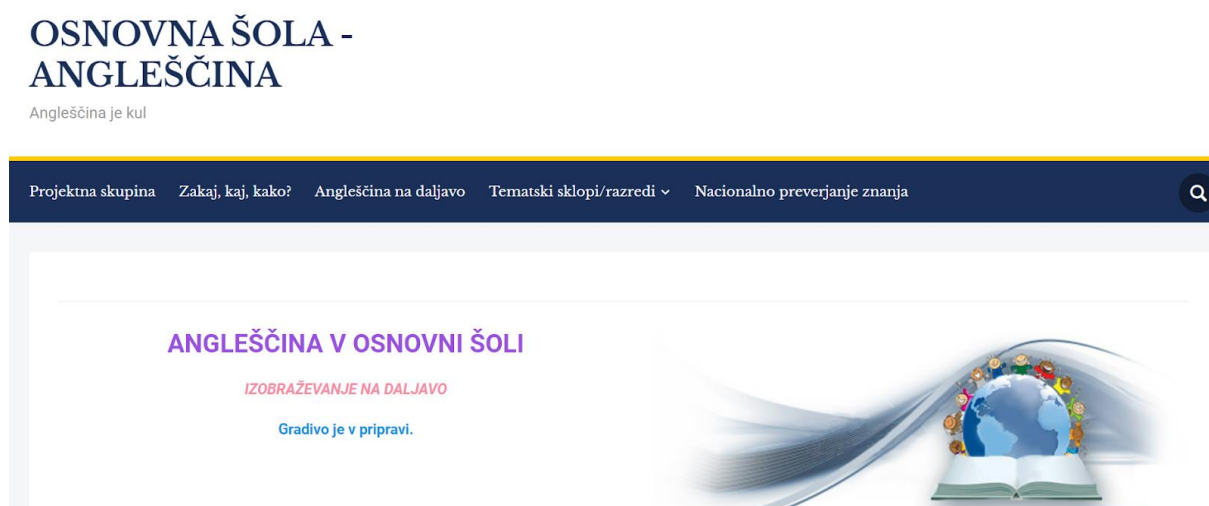 OSNOVNA ŠOLA -
ANGLEŠČINA
Angleščina je kul
Projektna skupina Zakaj, kaj, kako? Angleščina na daljavo Tematski sklopi/razredi Nacionalno preverjanje znanja
ANGLEŠČINA V OSNOVNI ŠOLI
IZOBRAŽEVANJE NA DALJAVO
Gradivo je v pripravi.